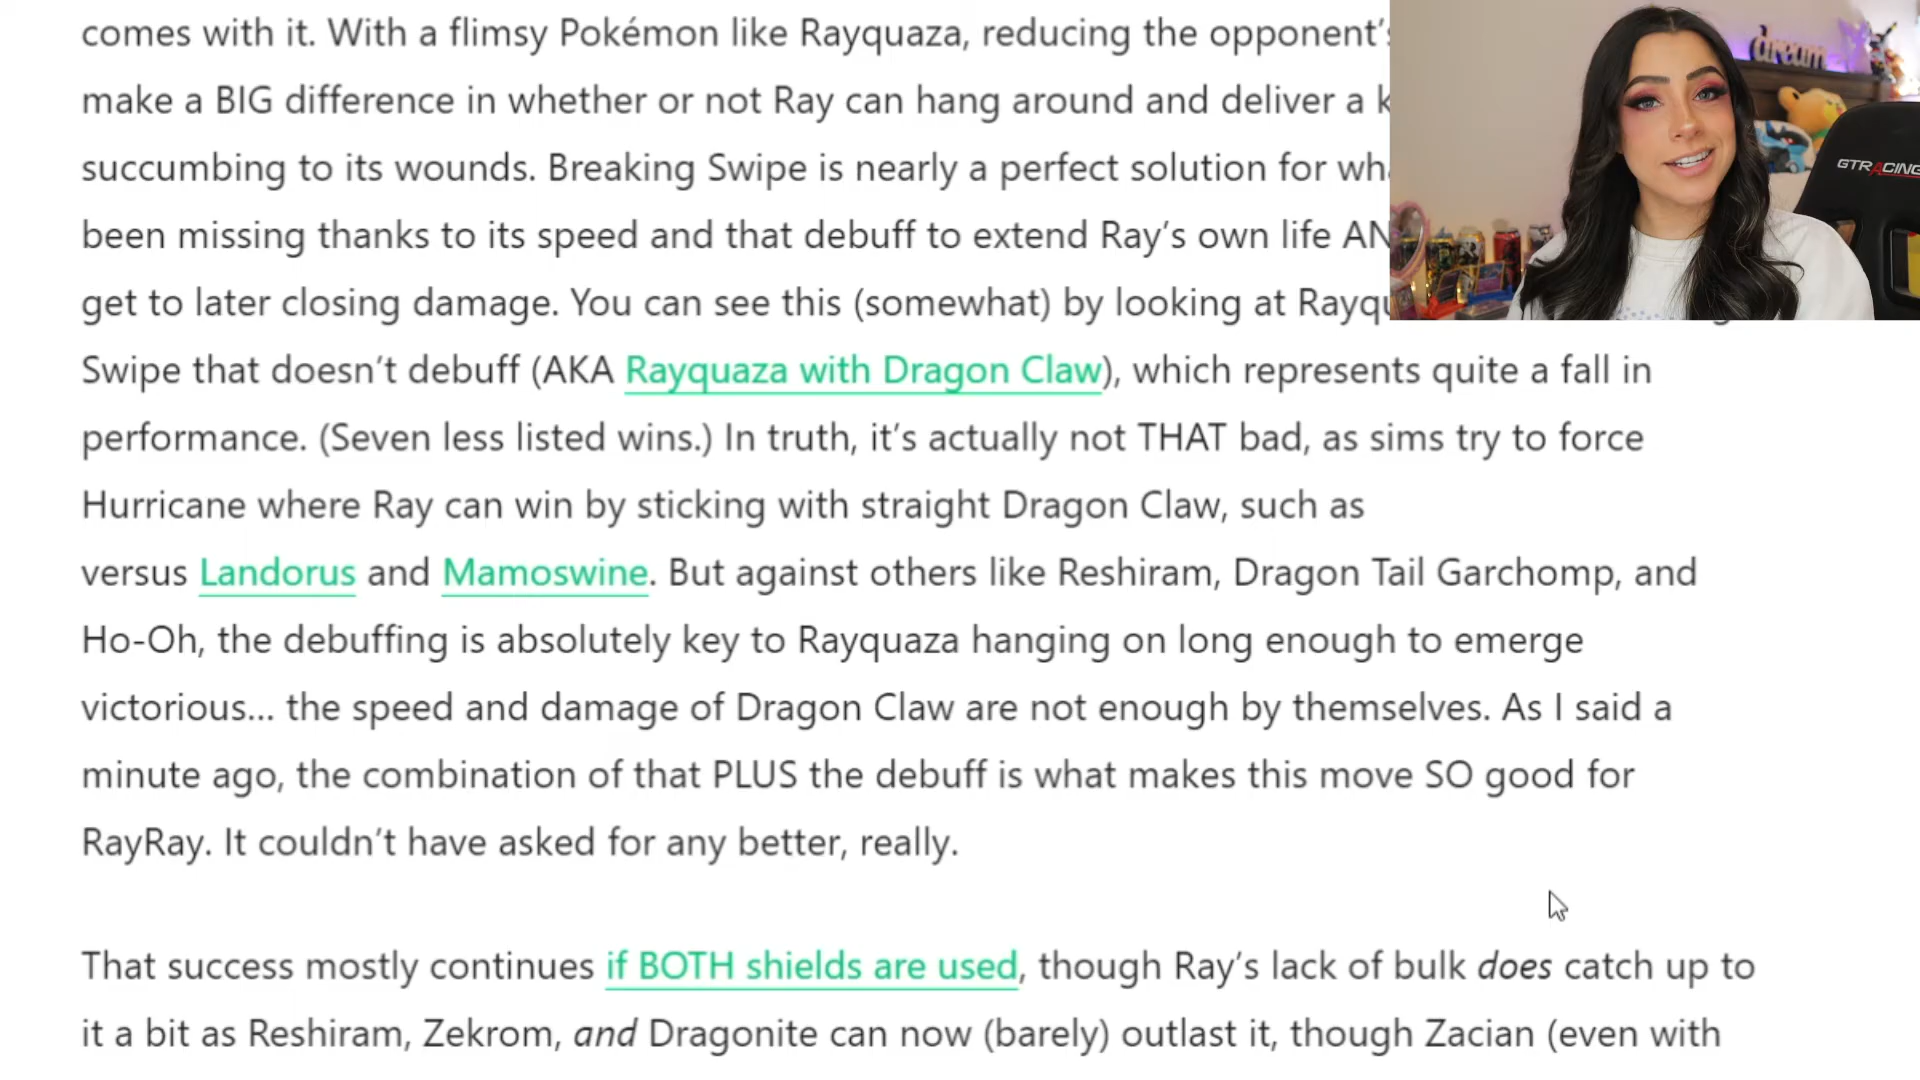 comes with it. With a flimsy Pokémon like Rayquaza, reducing the opponent's
make a BIG difference in whether or not Ray can hang around and deliver a
succumbing to its wounds. Breaking Swipe is nearly a perfect solution for
been missing thanks to its speed and that debuff to extend Ray’s own life
get to later closing damage. You can see this (somewhat) by looking at
Swipe that doesn’t debuff (AKA Rayquaza with Dragon Claw), which represents quite a fall in
performance. (Seven less listed wins.) In truth, it’s actually not THAT bad, as sims try to force
Hurricane where Ray can win by sticking with straight Dragon Claw, such as
versus Landorus and Mamoswine. But against others like Reshiram, Dragon Tail Garchomp, and
Ho-Oh, the debuffing is absolutely key to Rayquaza hanging on long enough to emerge
victorious... the speed and damage of Dragon Claw are not enough by themselves. As I said a
minute ago, the combination of that PLUS the debuff is what makes this move SO good for
RayRay. It couldn’t have asked for any better, really.
That success mostly continues if BOTH shields are used, though Ray’s lack of bulk does catch up to
it a bit as Reshiram, Zekrom, and Dragonite can now (barely) outlast it, though Zacian (even with
dream
GTRACING